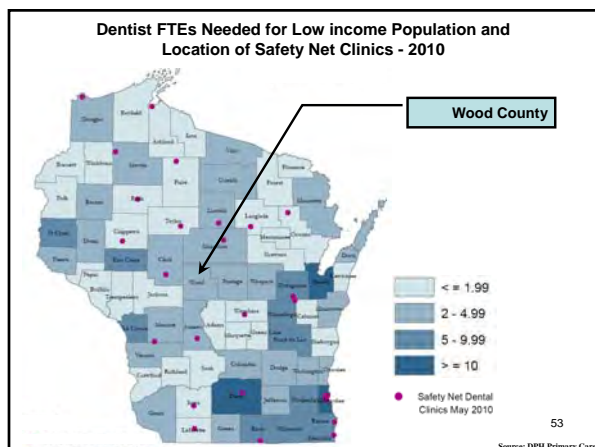 Dentist FTEs Needed for Low income Population and
Location of Safety Net Clinics - 2010
Wood County
Douglas
Bayfield
Ashland
Iron
Vilas
Burnett
Washburn
Sawyer
Price
Oneida
Forest
Florence
Marinette
Polk
Barron
Rusk
Taylor
Lincoln
Langlade
Oconto
Menominee
St Croix
Dunn
Chippewa
Marathon
Shawano
Door
Pierce
Pepin
Eau Claire
Clark
Buffalo
Trempealeau
Jackson
Wood
Portage
Waupaca
Outagamie
Brown
Kewaunee
La Crosse
Monroe
Juneau
Adams
Waushara
Winnebago
Calumet
Manitowoc
Marquette
Green Lake
Fond du Lac
Sheboygan
Vernon
Crawford
Richland
Sauk
Columbia
Dodge
Washington
Grant
Iowa
Dane
Jefferson
Waukesha
Lafayette
Green
Rock
Walworth
Racine
Kenosha
< = 1.99
2 - 4.99
5 - 9.99
> = 10
Safety Net Dental
Clinics May 2010
53
Source: DPH Primary Care